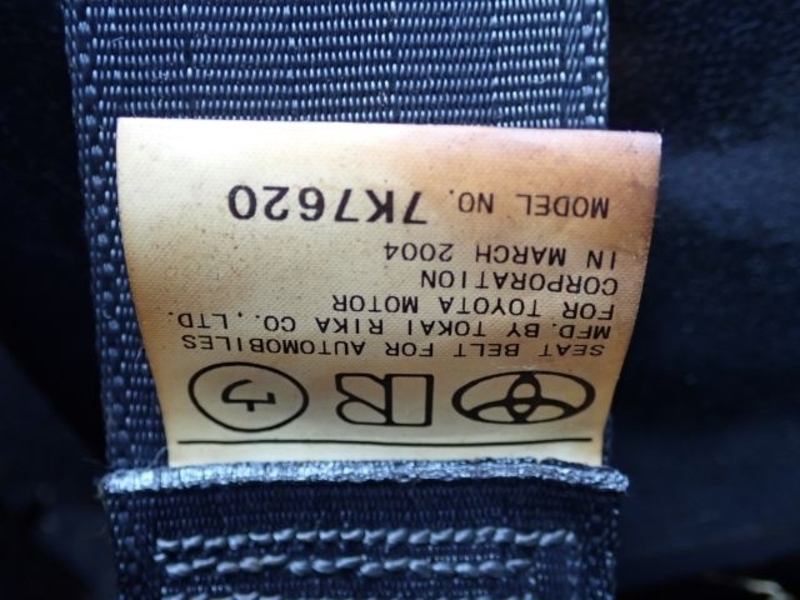 SEAT BELT FOR AUTOMOBILES
MFD. BY TOKAI RIKA CO., LTD.
FOR TOYOTA MOTOR
CORPORATION
IN MARCH 2004
MODEL NO. 7K7620